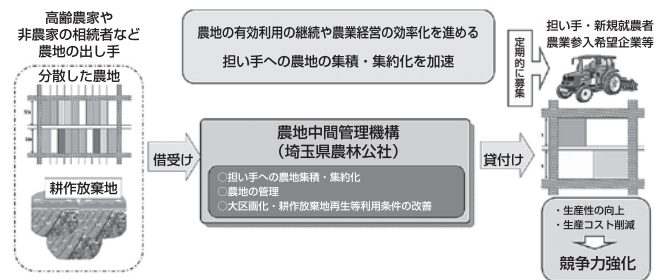 高齢農家や
非農家の相続者など
農地の出し手
分散した農地
耕作放棄地
農地の有効利用の継続や農業経営の効率化を進める
担い手への農地の集積・集約化を加速
借受け
農地中間管理機構
（埼玉県農林公社）
○担い手への農地集積・集約化
○農地の管理
○大区画化・耕作放棄地再生等利用条件の改善
貸付け
定期的に募集
担い手・新規就農者
農業参入希望企業等
・生産性の向上
・生産コスト削減
競争力強化